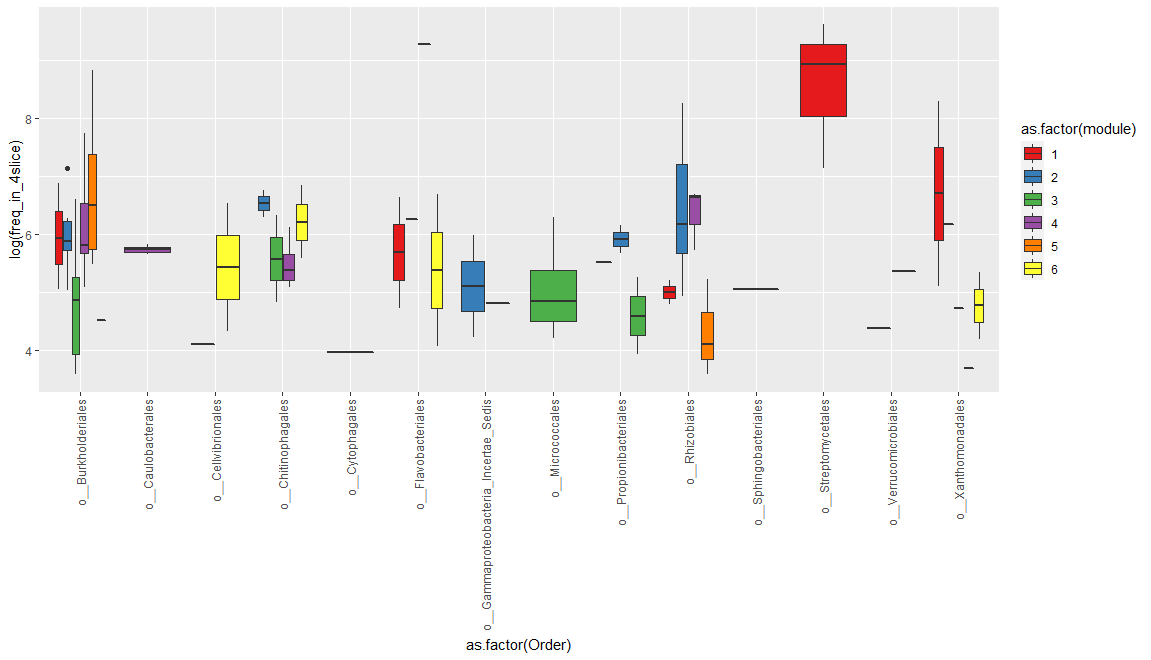 log(freq_in_4slice)
8
6
4
o__Burkholderiales
o__Caulobacterales
o__Cellvibrionales
o__Chitinophagales
o__Cytophagales
o__Flavobacteriales
o__Gammaproteobacteria_Incertae_Sedis
o__Micrococcales
o__Propionibacteriales
o__Rhizobiales
o__Sphingobacteriales
o__Streptomycetales
o__Verrucomicrobiales
o__Xanthomonadales
as.factor(Order)
as.factor(module)
1
2
3
4
5
6